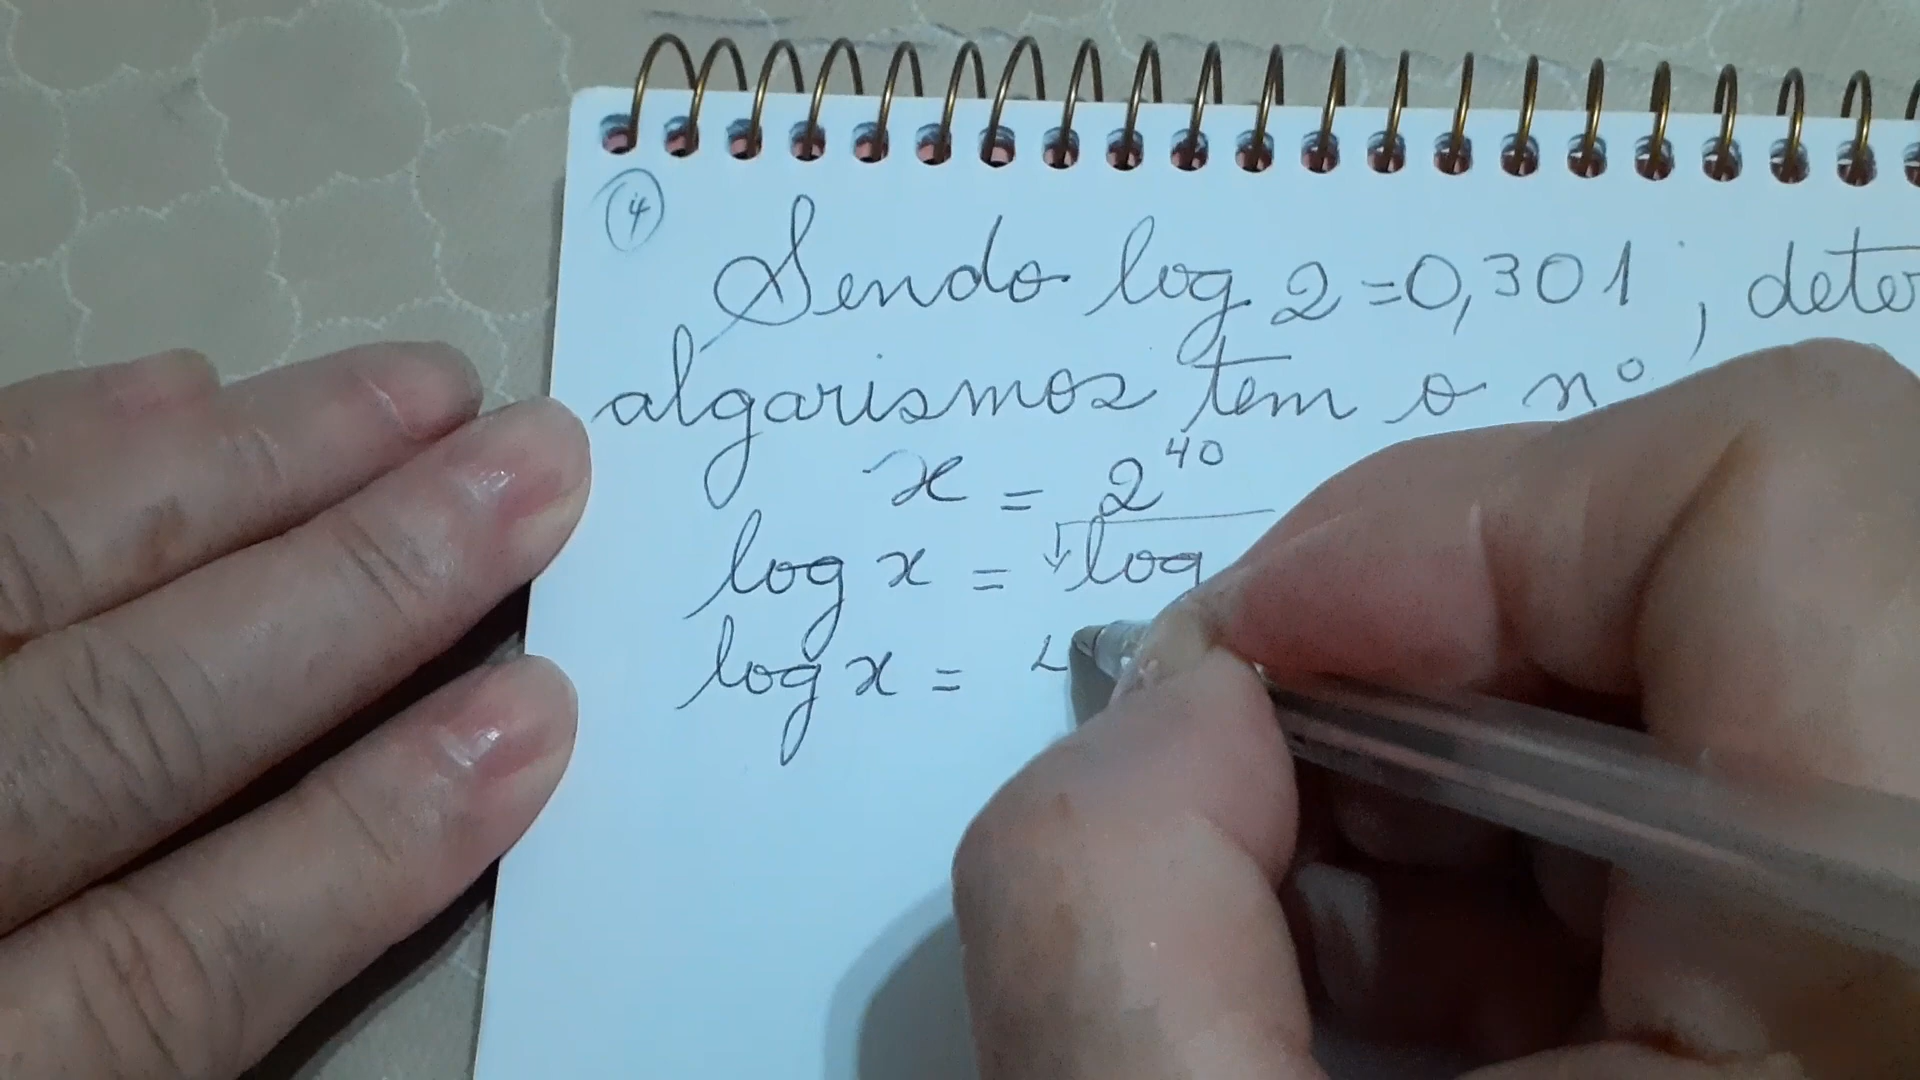 4
Sendo log 2 = 0,301, deter
algarismos tem o nº
x = 2⁴⁰
log x = log
log x =